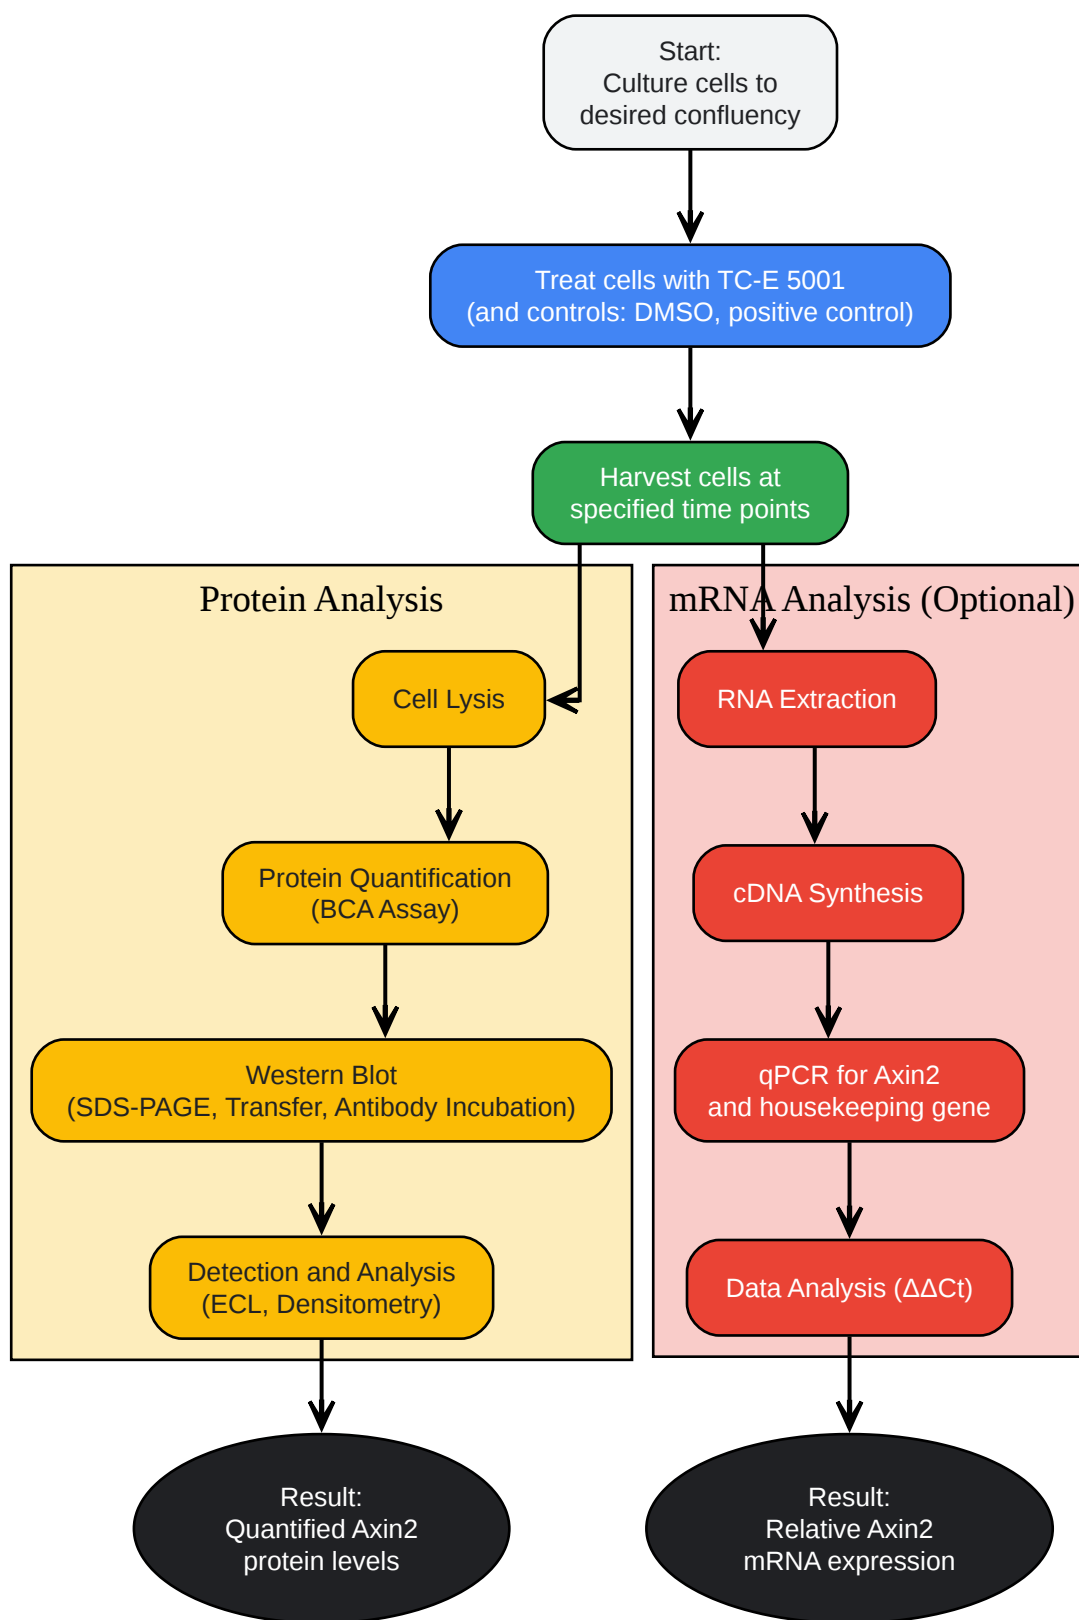 Start:
Culture cells to
desired confluency
Treat cells with TC-E 5001
(and controls: DMSO, positive control)
Harvest cells at
specified time points
Protein Analysis
Cell Lysis
Protein Quantification
(BCA Assay)
Western Blot
(SDS-PAGE, Transfer, Antibody Incubation)
Detection and Analysis
(ECL, Densitometry)
Result:
Quantified Axin2
protein levels
mRNA Analysis (Optional)
RNA Extraction
cDNA Synthesis
qPCR for Axin2
and housekeeping gene
Data Analysis (ΔΔCt)
Result:
Relative Axin2
mRNA expression